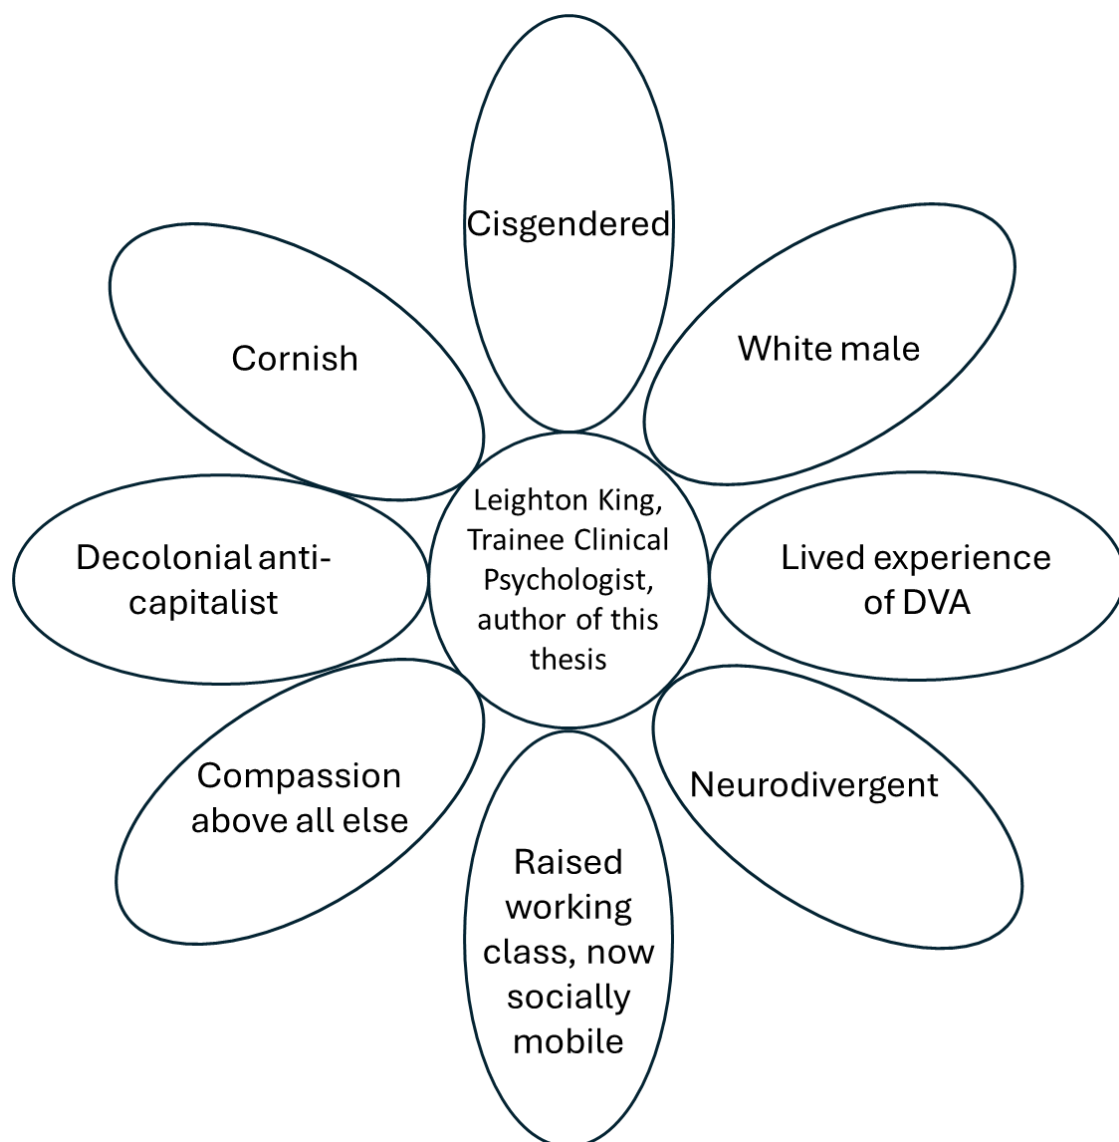 Cisgendered
Cornish
White male
Leighton King,
Trainee Clinical
Psychologist,
author of this
thesis
Decolonial anti-
capitalist
Lived experience
of DVA
Compassion
above all else
Neurodivergent
Raised
working
class, now
socially
mobile